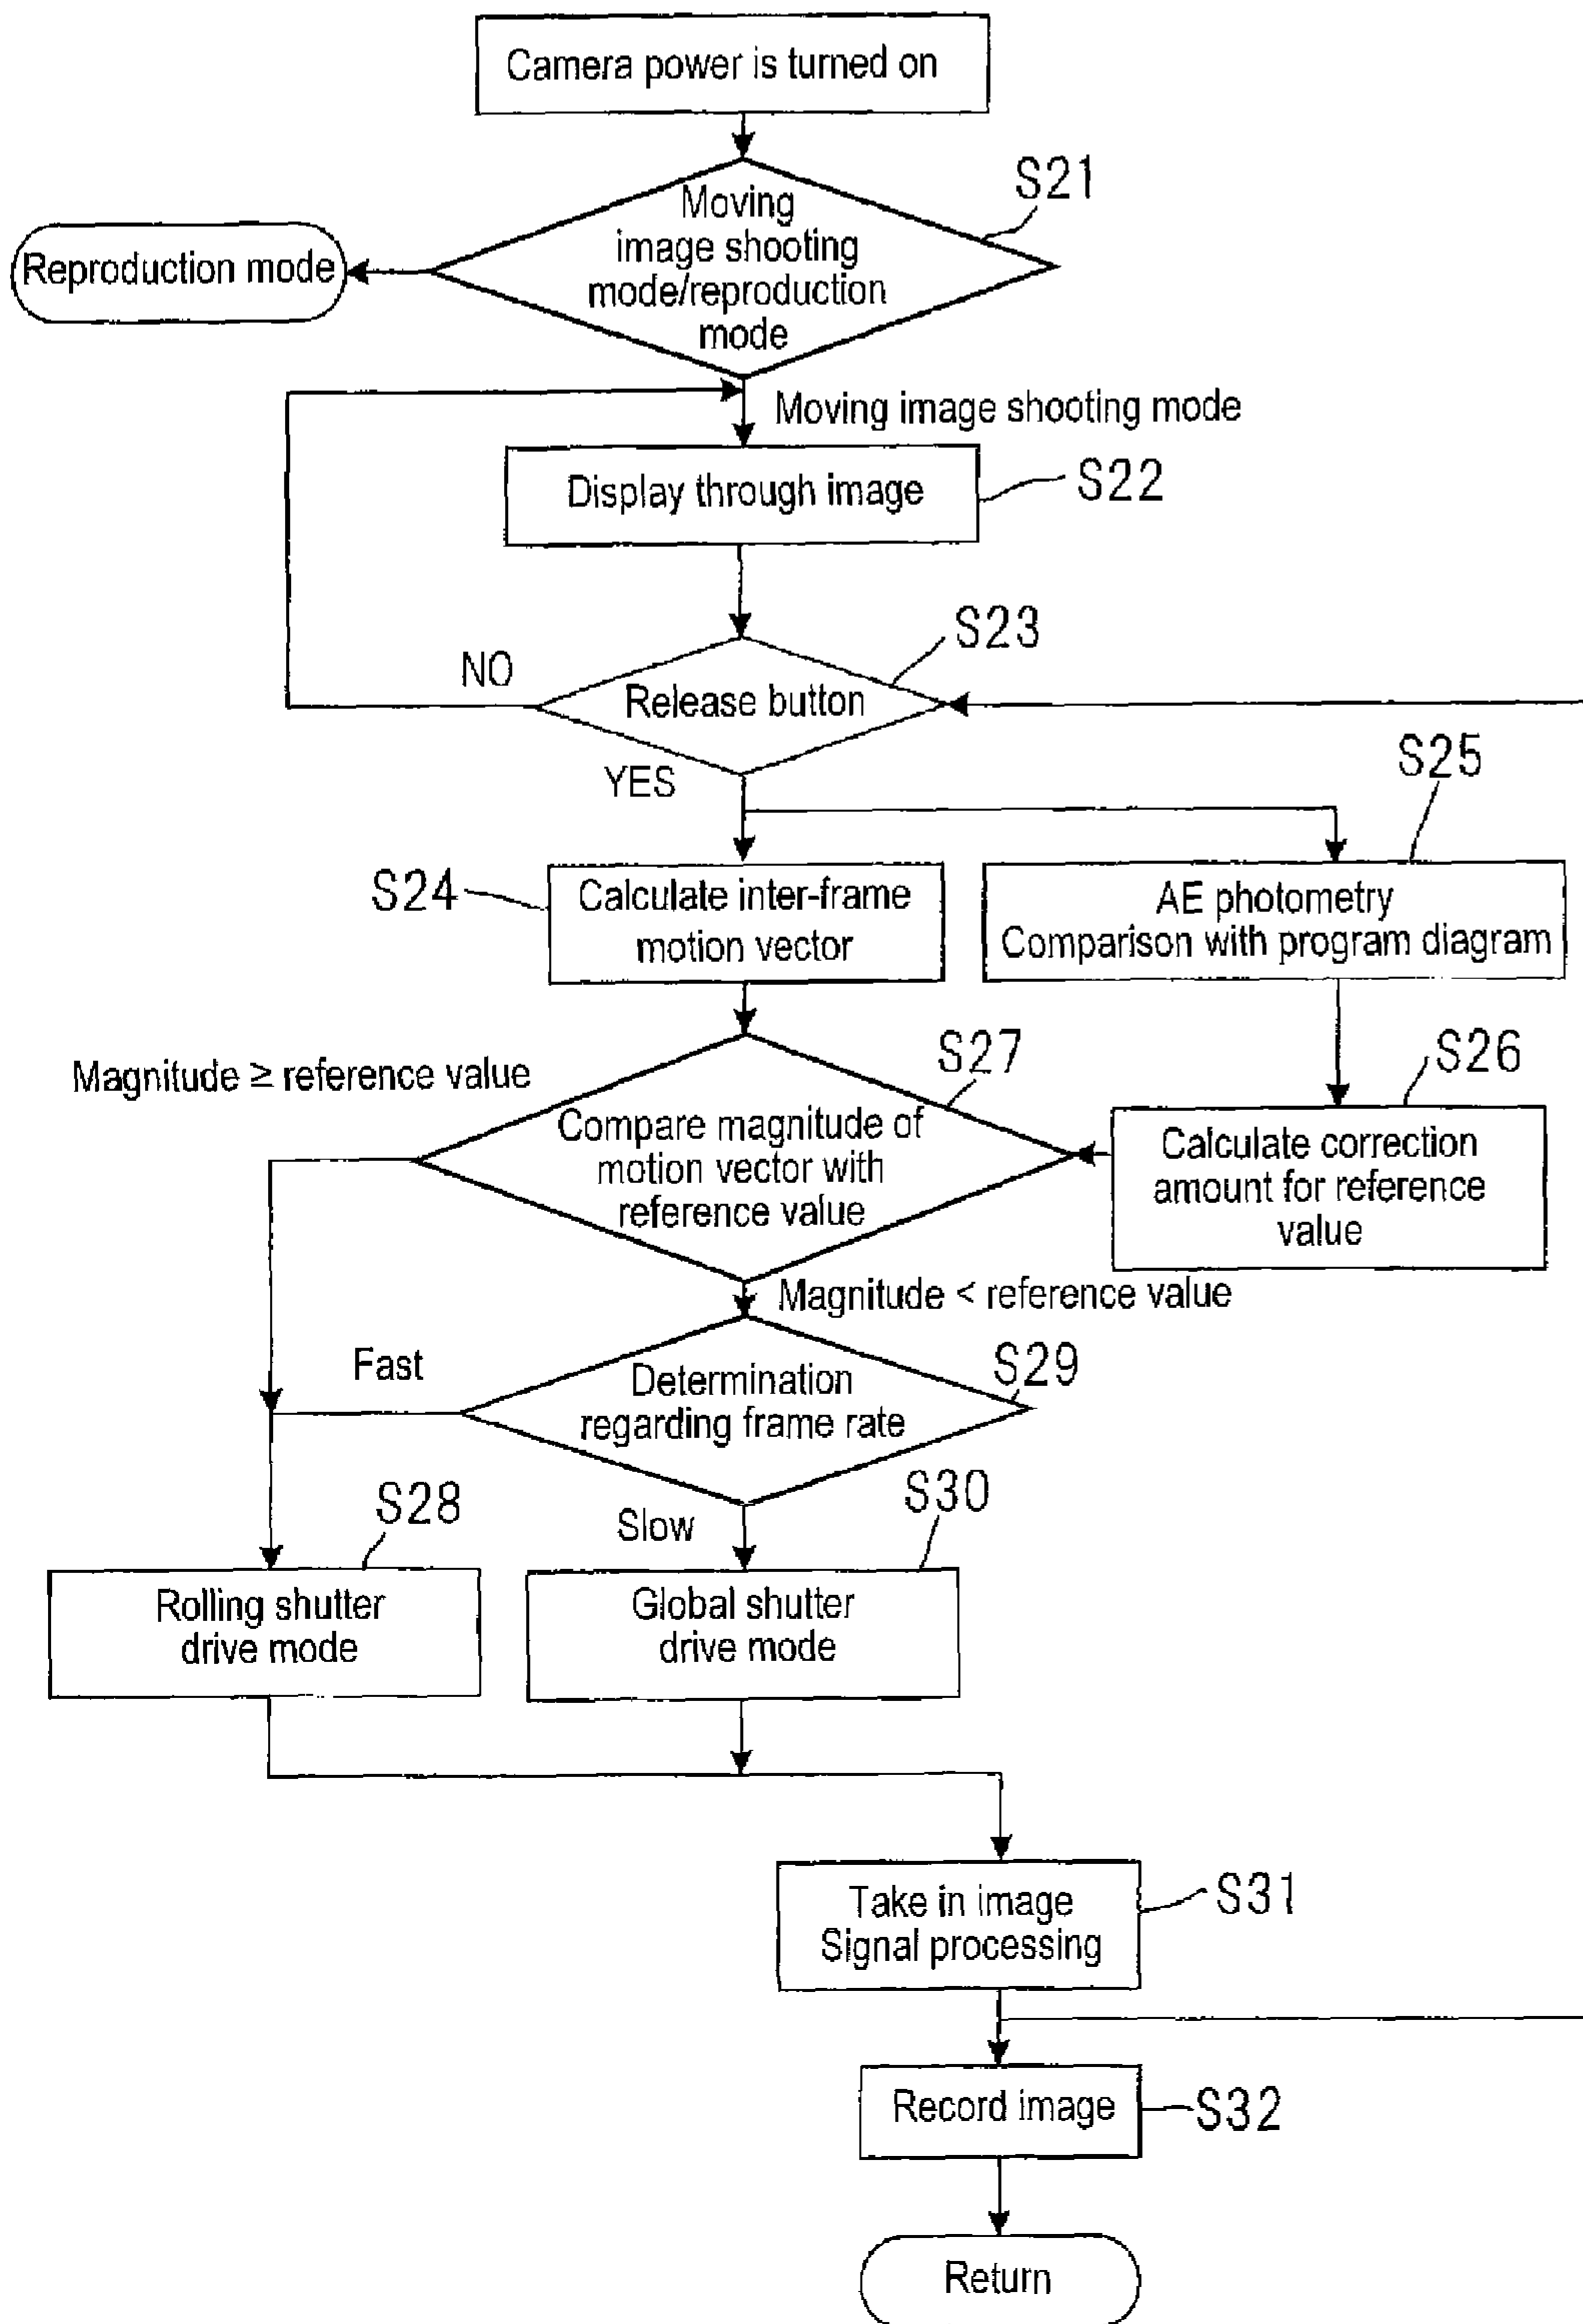 Camera power is turned on
S21
Moving
image shooting
mode/reproduction
mode
Reproduction mode
Moving image shooting mode
Display through image
S22
S23
NO
Release button
YES
S25
S24
Calculate inter-frame
motion vector
AE photometry
Comparison with program diagram
S27
S26
Magnitude ≥ reference value
Compare magnitude of
motion vector with
reference value
Calculate correction
amount for reference
value
Magnitude < reference value
Fast
S29
Determination
regarding frame rate
S28
Slow
S30
Rolling shutter
drive mode
Global shutter
drive mode
Take in image
Signal processing
S31
Record image
S32
Return